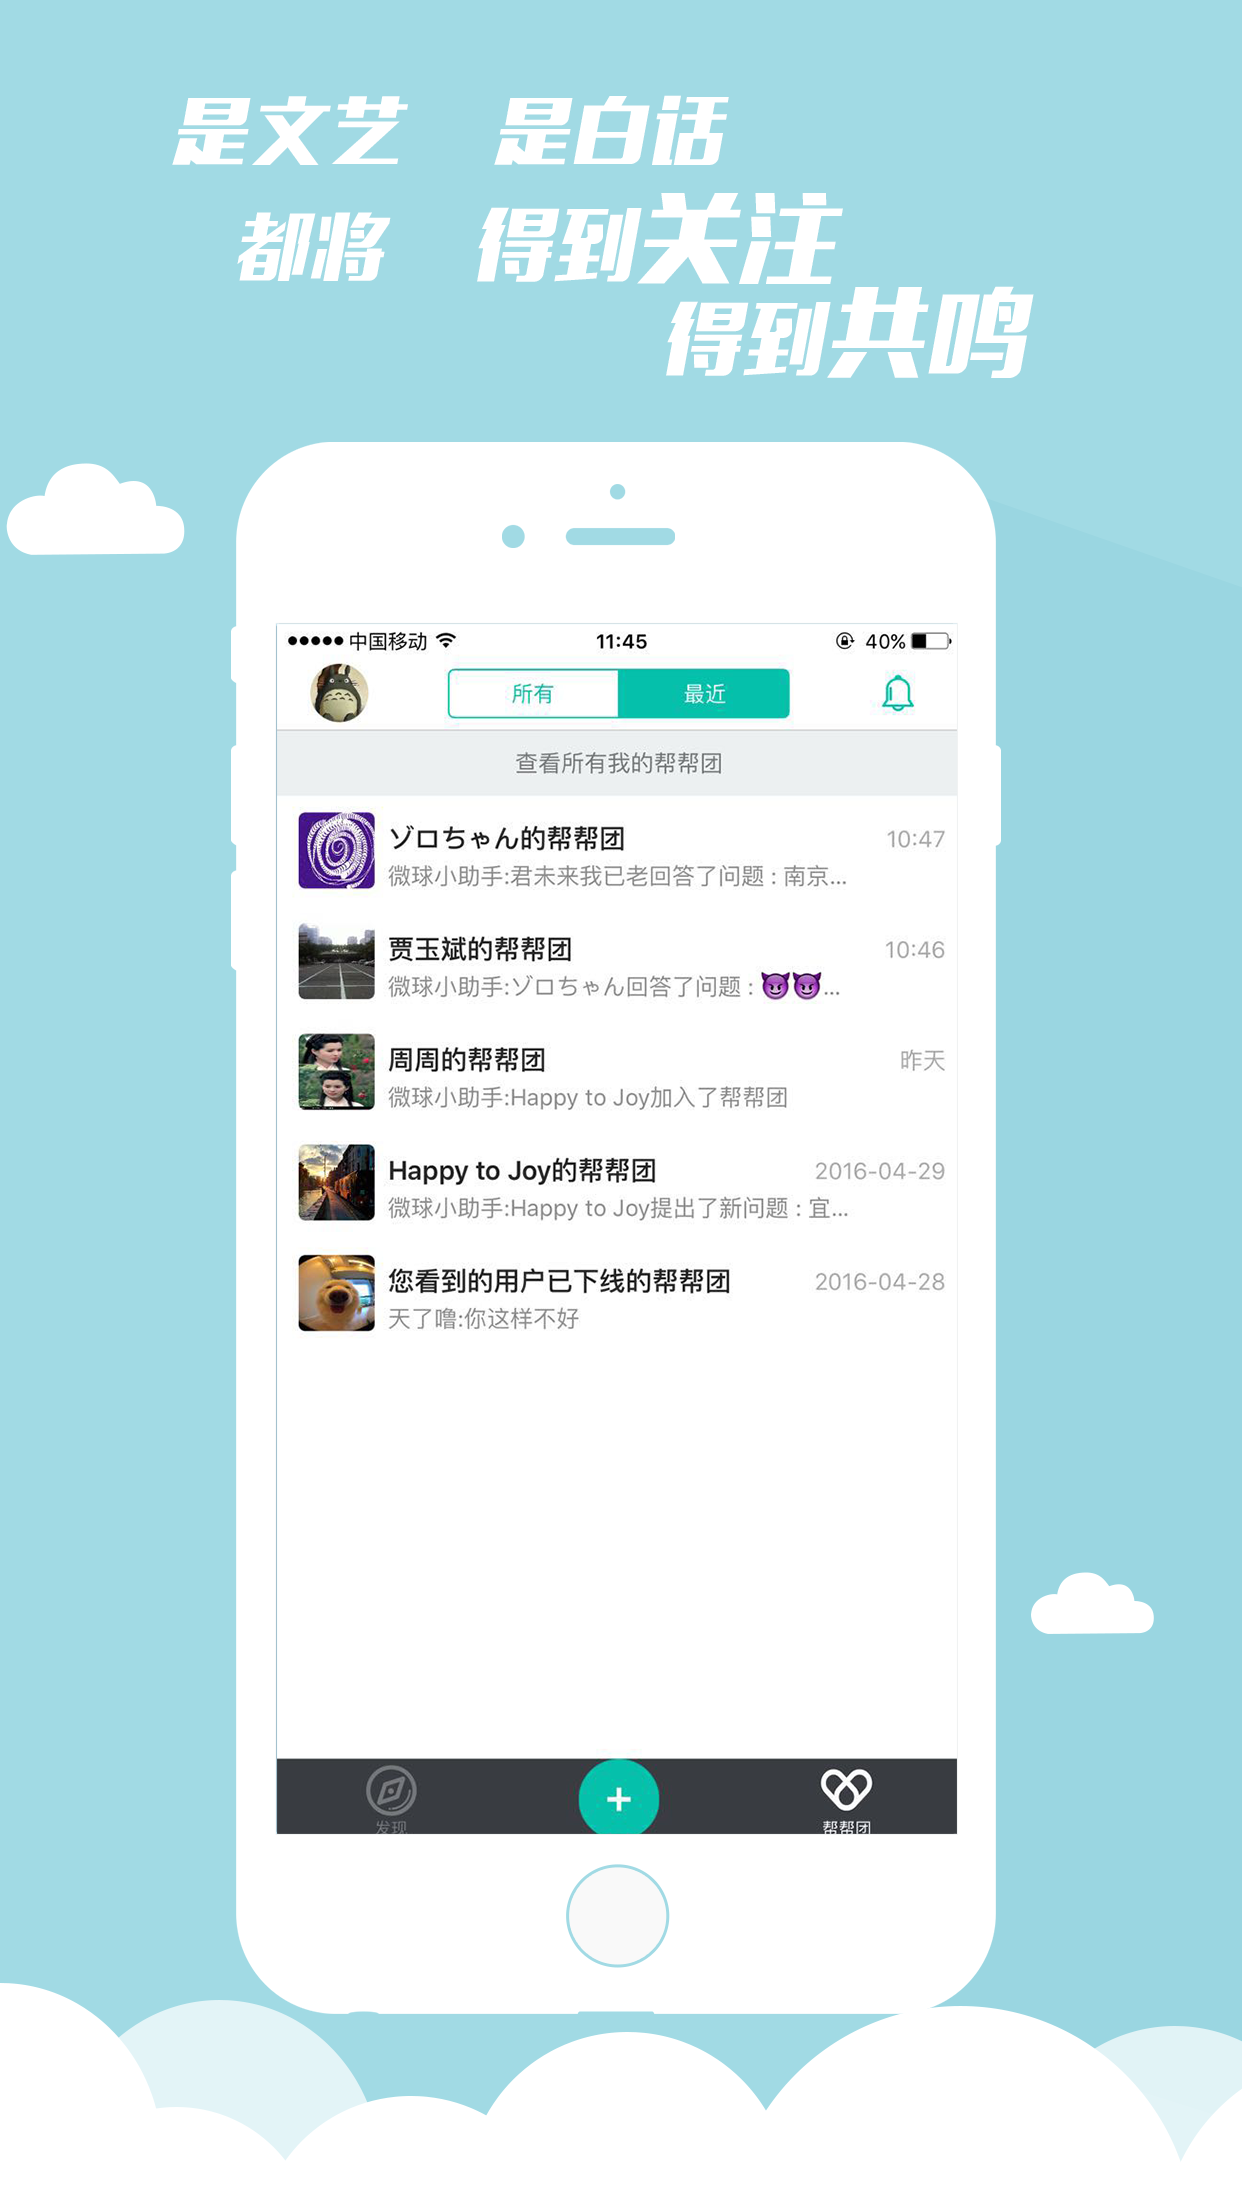 是文艺 是白话
都将 得到关注
得到共鸣
中国移动 11:45 40%
所有 最近
查看所有我的帮帮团
ゾロちゃん的帮帮团 10:47
微球小助手:君未来我已老回答了问题：南京...
贾玉斌的帮帮团 10:46
微球小助手:ゾロちゃん回答了问题：😈😈...
周周的帮帮团 昨天
微球小助手:Happy to Joy加入了帮帮团
Happy to Joy的帮帮团 2016-04-29
微球小助手:Happy to Joy提出了新问题：宜...
您看到的用户已下线的帮帮团 2016-04-28
天了噜:你这样不好
发现 帮帮团